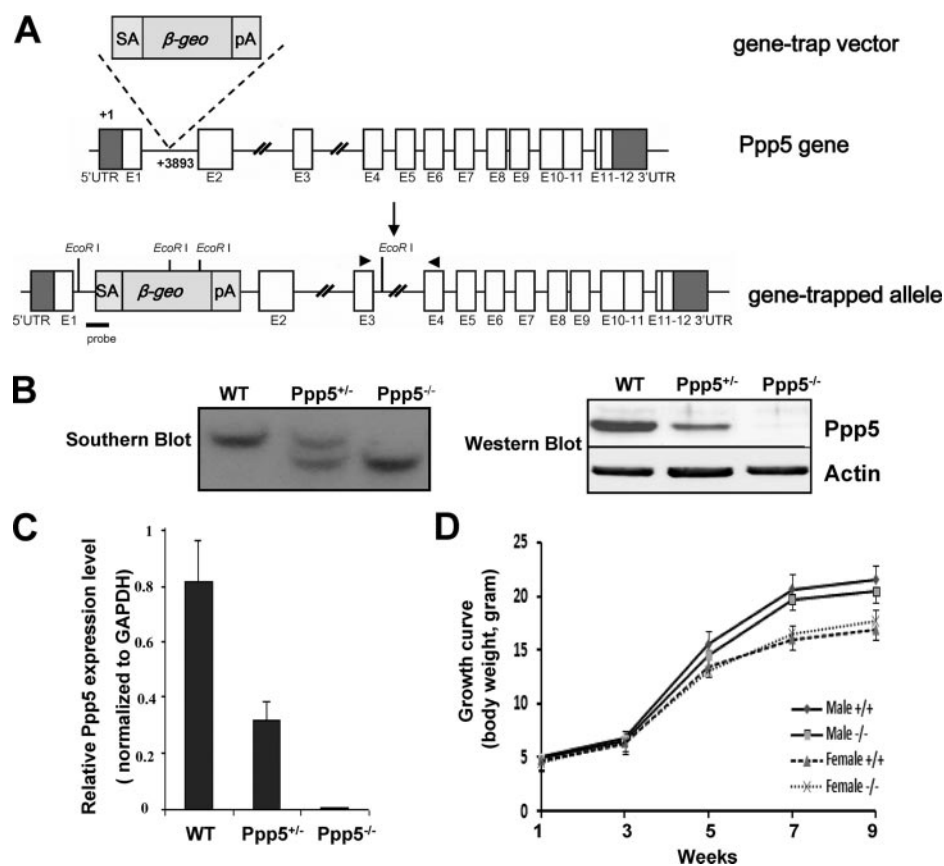 A
SA β-geo pA
gene-trap vector
+1
+3893
Ppp5 gene
5'UTR E1 E2 E3 E4 E5 E6 E7 E8 E9 E10-11 E11-12 3'UTR
EcoR I EcoR I EcoR I EcoR I
SA β-geo pA
gene-trapped allele
5'UTR E1 E2 E3 E4 E5 E6 E7 E8 E9 E10-11 E11-12 3'UTR
probe
B
WT Ppp5+/- Ppp5-/-
Southern Blot
WT Ppp5+/- Ppp5-/-
Western Blot
Ppp5
Actin
C
Relative Ppp5 expression level
( normalized to GAPDH)
1
0.8
0.6
0.4
0.2
0
WT Ppp5+/- Ppp5-/-
D
Growth curve
(body weight, gram)
25
20
15
10
5
0
Male +/+
Male -/-
Female +/+
Female -/-
1 3 5 7 9
Weeks